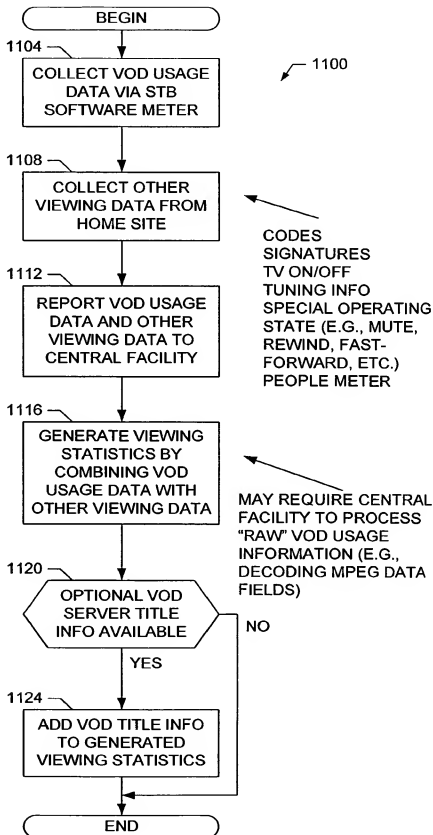 BEGIN
1104
COLLECT VOD USAGE
DATA VIA STB
SOFTWARE METER
1100
1108
COLLECT OTHER
VIEWING DATA FROM
HOME SITE
CODES
SIGNATURES
TV ON/OFF
TUNING INFO
SPECIAL OPERATING
STATE (E.G., MUTE,
REWIND, FAST-
FORWARD, ETC.)
PEOPLE METER
1112
REPORT VOD USAGE
DATA AND OTHER
VIEWING DATA TO
CENTRAL FACILITY
1116
GENERATE VIEWING
STATISTICS BY
COMBINING VOD
USAGE DATA WITH
OTHER VIEWING DATA
MAY REQUIRE CENTRAL
FACILITY TO PROCESS
"RAW" VOD USAGE
INFORMATION (E.G.,
DECODING MPEG DATA
FIELDS)
1120
OPTIONAL VOD
SERVER TITLE
INFO AVAILABLE
NO
YES
1124
ADD VOD TITLE INFO
TO GENERATED
VIEWING STATISTICS
END